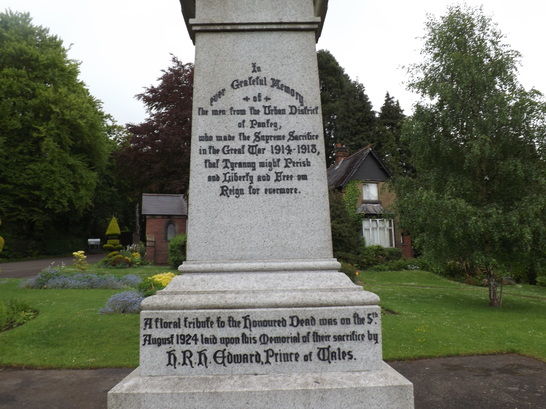 In
ever Grateful Memory
of
the men from the Urban District
of Panteg,
who made the Supreme Sacrifice
in the Great War 1914-1918,
that Tyranny might Perish
and Liberty and Free
Reign for evermore.
A floral tribute to the Honoured Dead was on the 5th
August 1924 laid upon this Memorial of their sacrifice by
H.R.H. Edward, Prince of Wales.